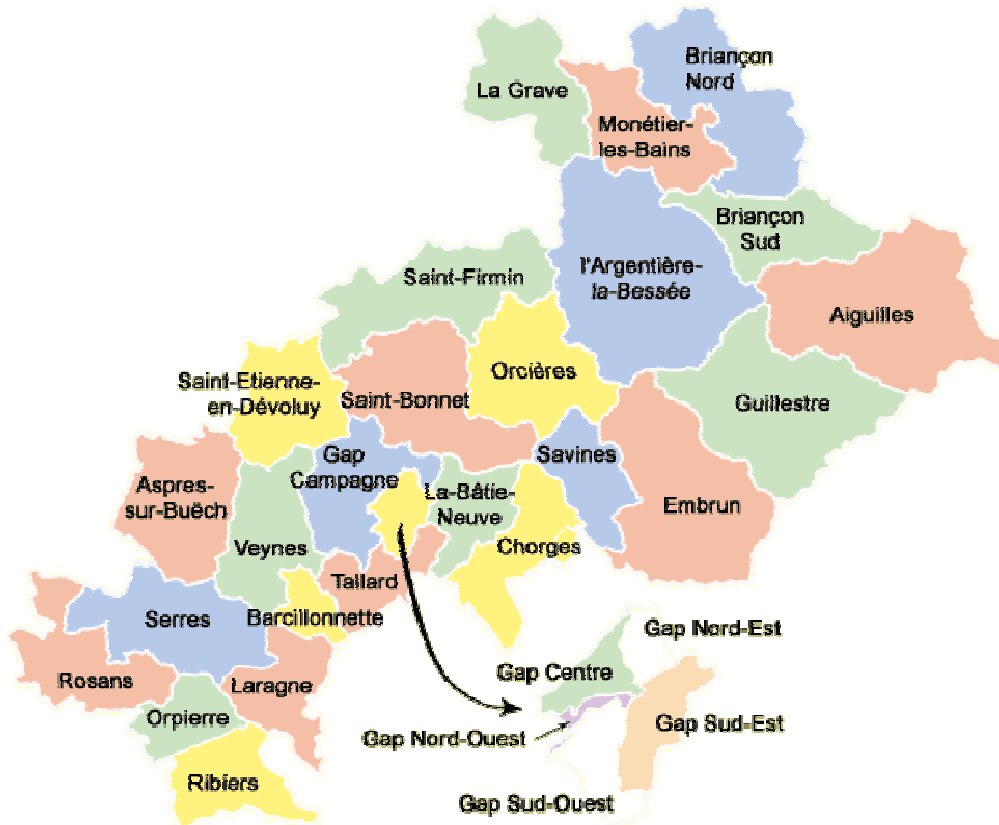 Briançon
Nord
La Grave
Monétier-
les-Bains
Briançon
Sud
l'Argentière-
la-Bessée
Saint-Firmin
Aiguilles
Orcières
Saint-Etienne-
en-Dévoluy
Saint-Bonnet
Guillestre
Gap
Campagne
Savines
Aspres-
sur-Buëch
La-Bâtie-
Neuve
Embrun
Veynes
Chorges
Tallard
Serres
Barcillonnette
Gap Nord-Est
Gap Centre
Rosans
Laragne
Orpierre
Gap Sud-Est
Gap Nord-Ouest
Ribiers
Gap Sud-Ouest